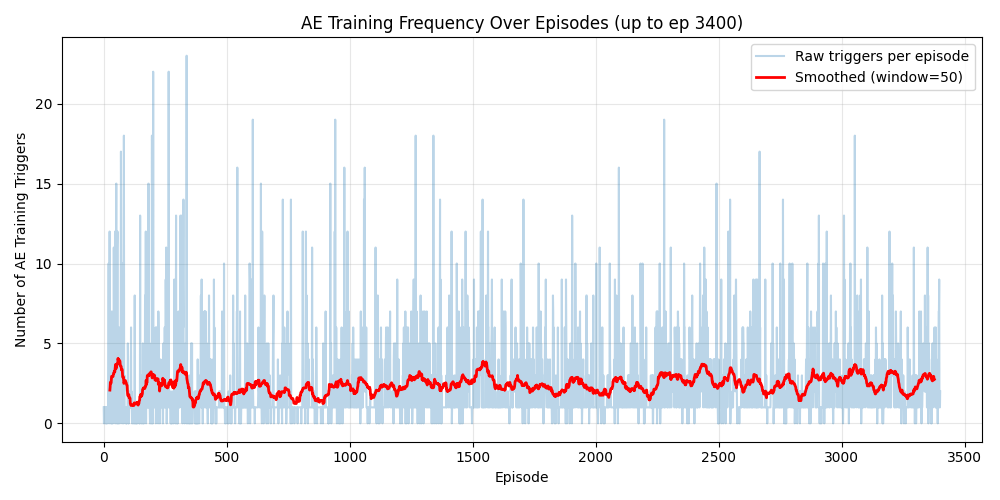 AE Training Frequency Over Episodes (up to ep 3400)
Raw triggers per episode
Smoothed (window=50)
Number of AE Training Triggers
20
15
10
5
0
0 500 1000 1500 2000 2500 3000 3500
Episode